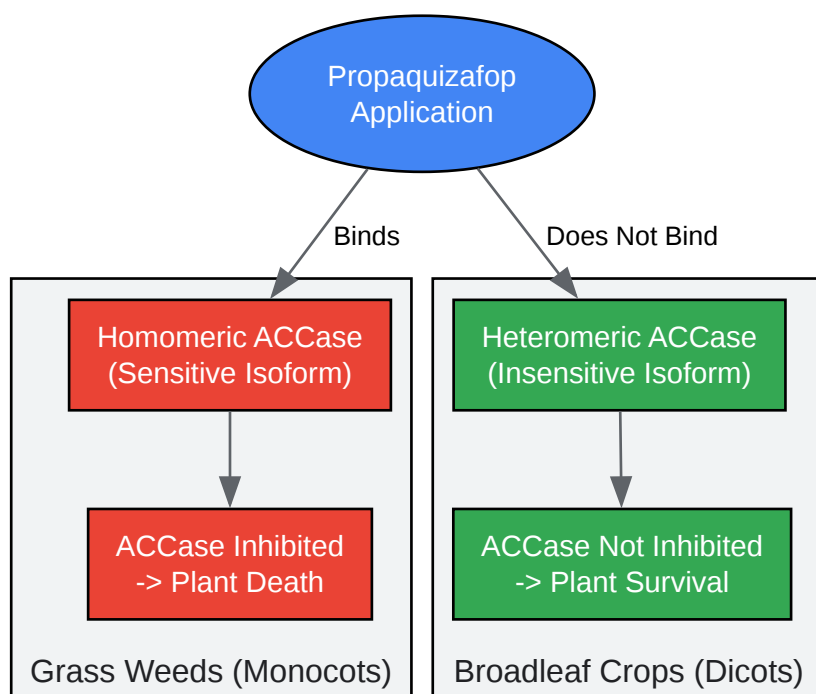 Propaquizafop
Application
Binds
Does Not Bind
Homomeric ACCase
(Sensitive Isoform)
Heteromeric ACCase
(Insensitive Isoform)
ACCase Inhibited
-> Plant Death
ACCase Not Inhibited
-> Plant Survival
Grass Weeds (Monocots)
Broadleaf Crops (Dicots)